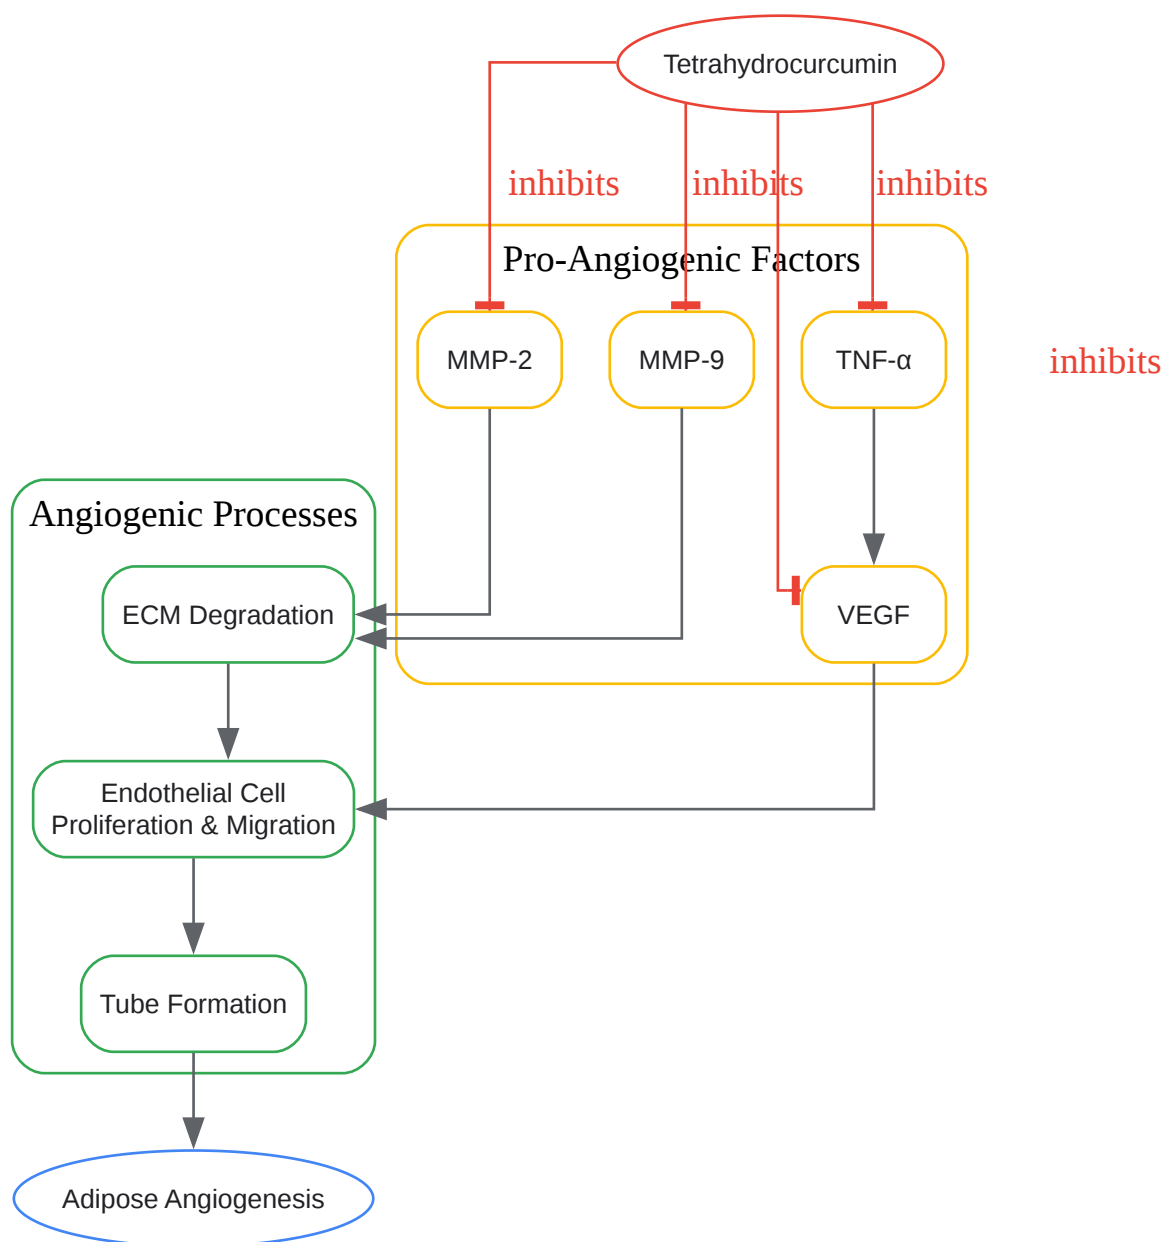 Tetrahydrocurcumin
inhibits
inhibits
inhibits
Pro-Angiogenic Factors
MMP-2
MMP-9
TNF-α
inhibits
Angiogenic Processes
ECM Degradation
VEGF
Endothelial Cell
Proliferation & Migration
Tube Formation
Adipose Angiogenesis